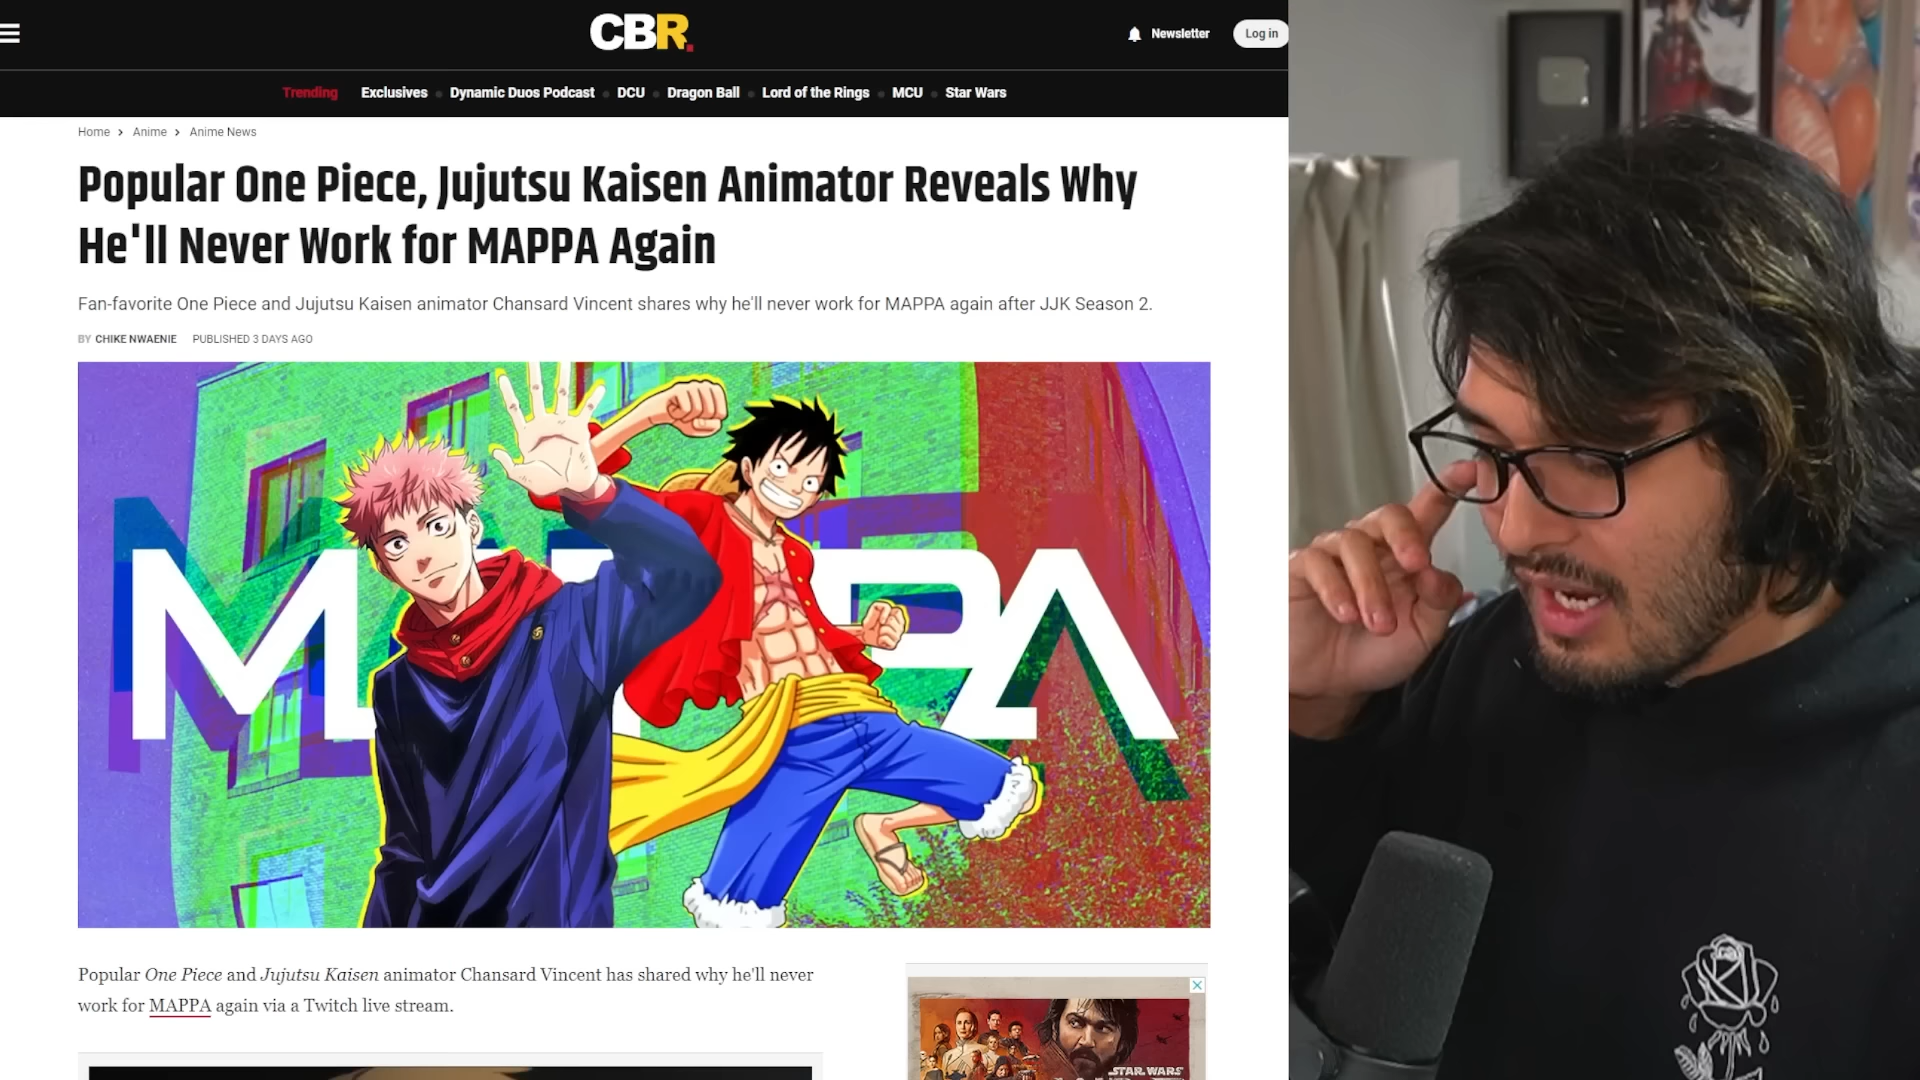 CBR.
Newsletter
Log in
Trending Exclusives Dynamic Duos Podcast DCU Dragon Ball Lord of the Rings MCU Star Wars
Home > Anime > Anime News
Popular One Piece, Jujutsu Kaisen Animator Reveals Why
He'll Never Work for MAPPA Again
Fan-favorite One Piece and Jujutsu Kaisen animator Chansard Vincent shares why he'll never work for MAPPA again after JJK Season 2.
BY CHIKE NWAENIE PUBLISHED 3 DAYS AGO
MAPPA
Popular One Piece and Jujutsu Kaisen animator Chansard Vincent has shared why he'll never
work for MAPPA again via a Twitch live stream.
STAR WARS